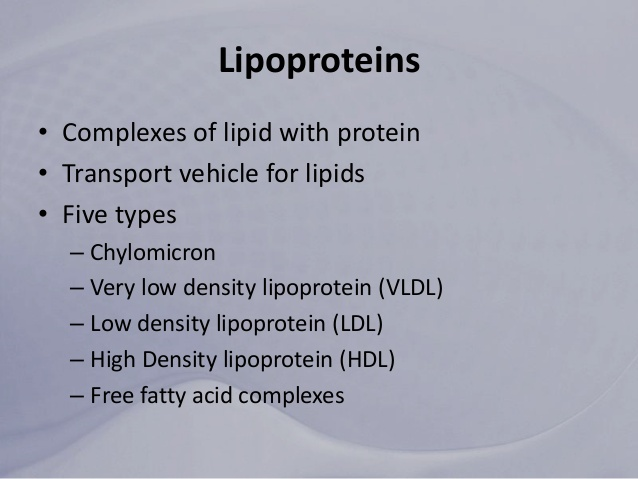 Lipoproteins
• Complexes of lipid with protein
• Transport vehicle for lipids
• Five types
– Chylomicron
– Very low density lipoprotein (VLDL)
– Low density lipoprotein (LDL)
– High Density lipoprotein (HDL)
– Free fatty acid complexes